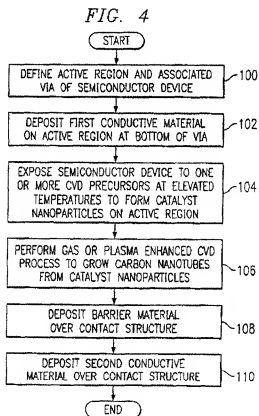 FIG. 4
START
DEFINE ACTIVE REGION AND ASSOCIATED
VIA OF SEMICONDUCTOR DEVICE
100
DEPOSIT FIRST CONDUCTIVE MATERIAL
ON ACTIVE REGION AT BOTTOM OF VIA
102
EXPOSE SEMICONDUCTOR DEVICE TO ONE
OR MORE CVD PRECURSORS AT ELEVATED
TEMPERATURES TO FORM CATALYST
NANOPARTICLES ON ACTIVE REGION
104
PERFORM GAS OR PLASMA ENHANCED CVD
PROCESS TO GROW CARBON NANOTUBES
FROM CATALYST NANOPARTICLES
106
DEPOSIT BARRIER MATERIAL
OVER CONTACT STRUCTURE
108
DEPOSIT SECOND CONDUCTIVE
MATERIAL OVER CONTACT STRUCTURE
110
END